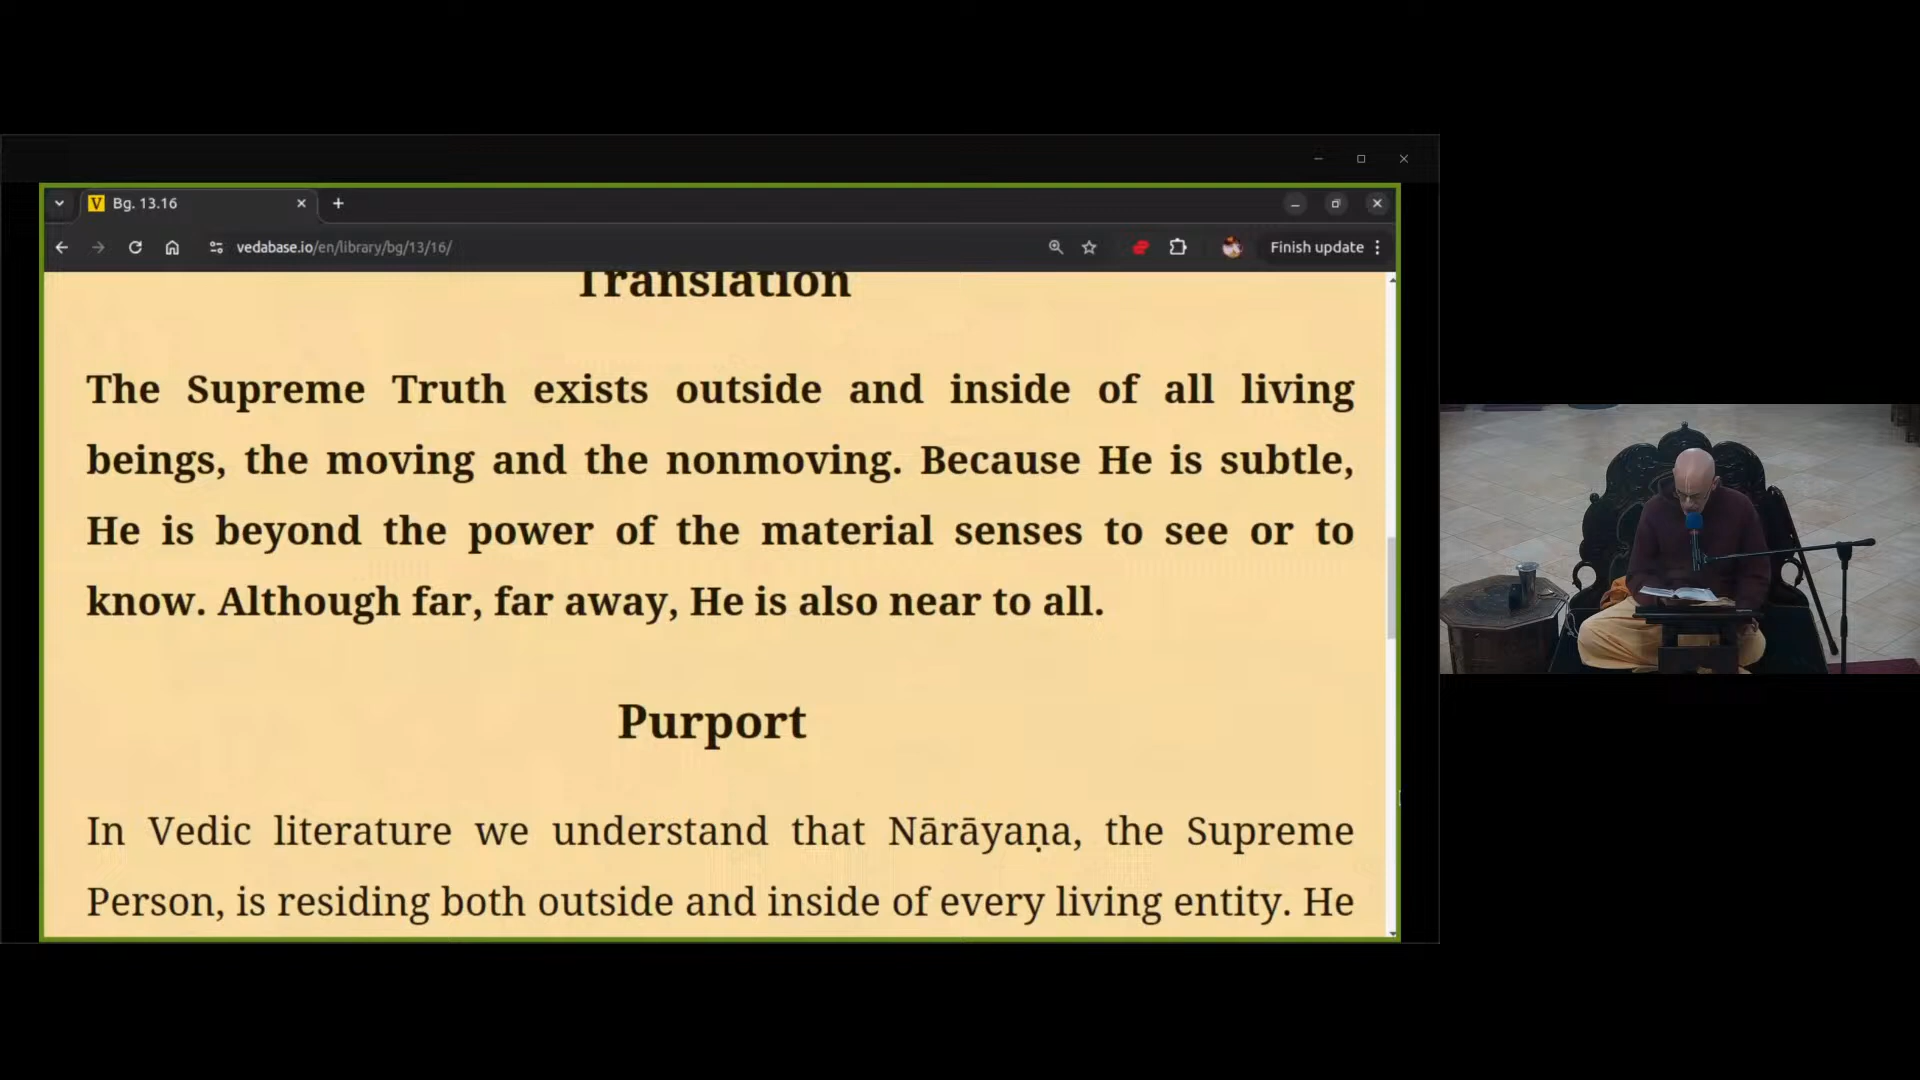 Bg. 13.16
vedabase.io/en/library/bg/13/16/
Finish update
Translation
The Supreme Truth exists outside and inside of all living
beings, the moving and the nonmoving. Because He is subtle,
He is beyond the power of the material senses to see or to
know. Although far, far away, He is also near to all.
Purport
In Vedic literature we understand that Nārāyaṇa, the Supreme
Person, is residing both outside and inside of every living entity. He